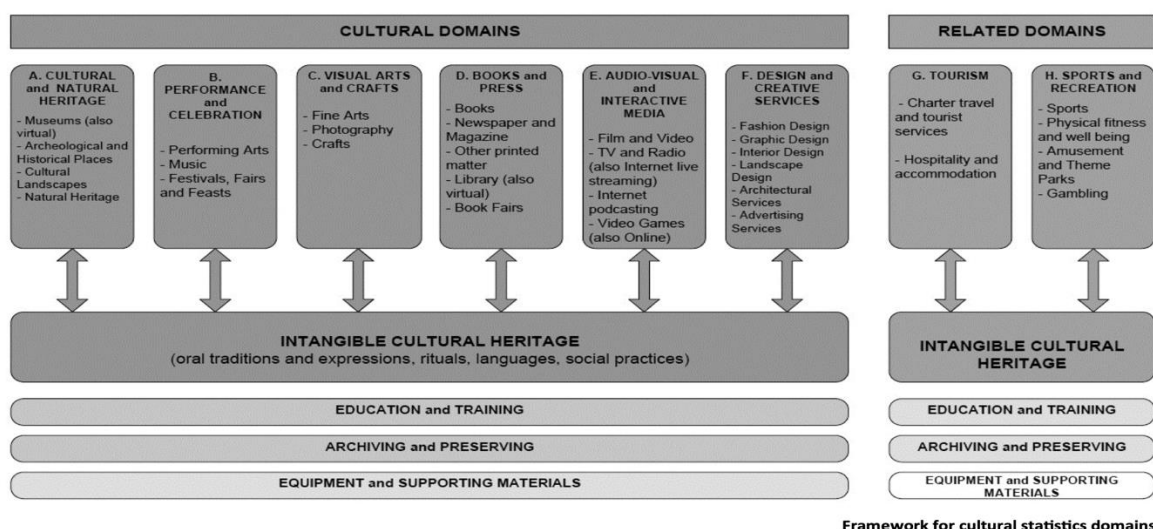 CULTURAL DOMAINS
RELATED DOMAINS
A. CULTURAL
and NATURAL
HERITAGE
- Museums (also
virtual)
- Archeological and
Historical Places
- Cultural
Landscapes
- Natural Heritage
B.
PERFORMANCE
and
CELEBRATION
- Performing Arts
- Music
- Festivals, Fairs
and Feasts
C. VISUAL ARTS
and CRAFTS
- Fine Arts
- Photography
- Crafts
D. BOOKS and
PRESS
- Books
- Newspaper and
Magazine
- Other printed
matter
- Library (also
virtual)
- Book Fairs
E. AUDIO-VISUAL
and
INTERACTIVE
MEDIA
- Film and Video
- TV and Radio
(also Internet live
streaming)
- Internet
podcasting
- Video Games
(also Online)
F. DESIGN and
CREATIVE
SERVICES
- Fashion Design
- Graphic Design
- Interior Design
- Landscape
Design
- Architectural
Services
- Advertising
Services
G. TOURISM
- Charter travel
and tourist
services
- Hospitality and
accommodation
H. SPORTS and
RECREATION
- Sports
- Physical fitness
and well being
- Amusement and
Theme
Parks
- Gambling
INTANGIBLE CULTURAL HERITAGE
(oral traditions and expressions, rituals, languages, social practices)
INTANGIBLE CULTURAL
HERITAGE
EDUCATION and TRAINING
EDUCATION and TRAINING
ARCHIVING and PRESERVING
ARCHIVING and PRESERVING
EQUIPMENT and SUPPORTING MATERIALS
EQUIPMENT and SUPPORTING
MATERIALS
Framework for cultural statistics domains